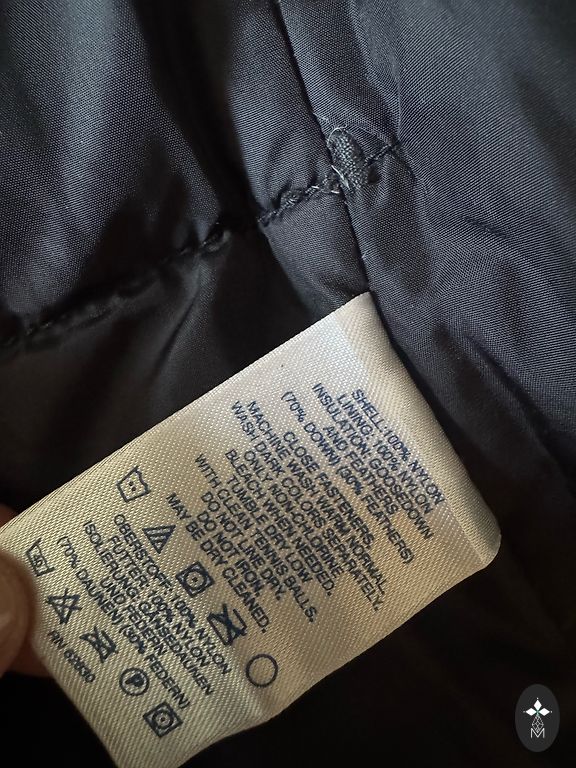 SHELL: 100% NYLON
LINING: 100% NYLON
INSULATION: GOOSEDOWN
AND FEATHERS
(70% DOWN) (30% FEATHERS)
CLOSE FASTENERS.
MACHINE WASH WARM, NORMAL.
WASH DARK COLORS SEPARATELY.
ONLY NON-CHLORINE
BLEACH WHEN NEEDED.
TUMBLE DRY LOW
WITH CLEAN TENNIS BALLS.
DO NOT LINE DRY.
DO NOT IRON.
MAY BE DRY CLEANED.
OBERSTOFF: 100% NYLON
FUTTER: 100% NYLON
ISOLIERUNG: GÄNSEDAUNEN
UND FEDERN
(70% DAUNEN) (30% FEDERN)
RN
P
M